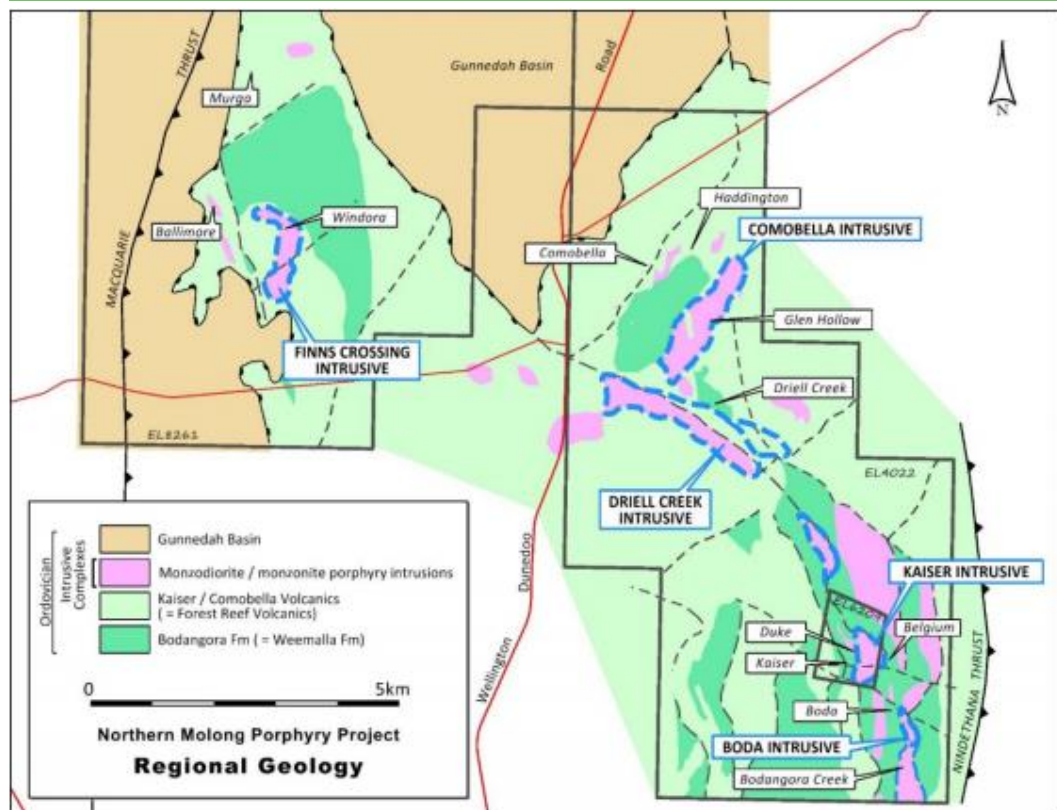 Gunnedah Basin
Road
THRUST
Murga
N
MACQUARIE
Ballimore
Windora
Haddington
COMOBELLA INTRUSIVE
Comobella
Glen Hollow
FINNS CROSSING
INTRUSIVE
Driell Creek
EL8261
EL4022
DRIELL CREEK
INTRUSIVE
KAISER INTRUSIVE
Dunedoo
Duke
Belgium
Kaiser
Wellington
Boda
BODA INTRUSIVE
Bodangora Creek
NINDETHANA THRUST
Ordovician
Intrusive
Complexes
Gunnedah Basin
Monzodiorite / monzonite porphyry intrusions
Kaiser / Comobella Volcanics
( = Forest Reef Volcanics)
Bodangora Fm ( = Weemalla Fm)
0 5km
Northern Molong Porphyry Project
Regional Geology